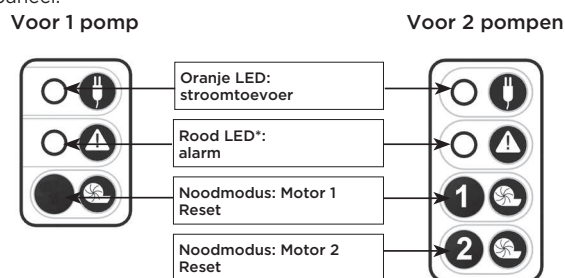 paneel.
Voor 1 pomp
Voor 2 pompen
Oranje LED:
stroomtoevoer
Rood LED*:
alarm
Noodmodus: Motor 1
Reset
1
Noodmodus: Motor 2
Reset
2